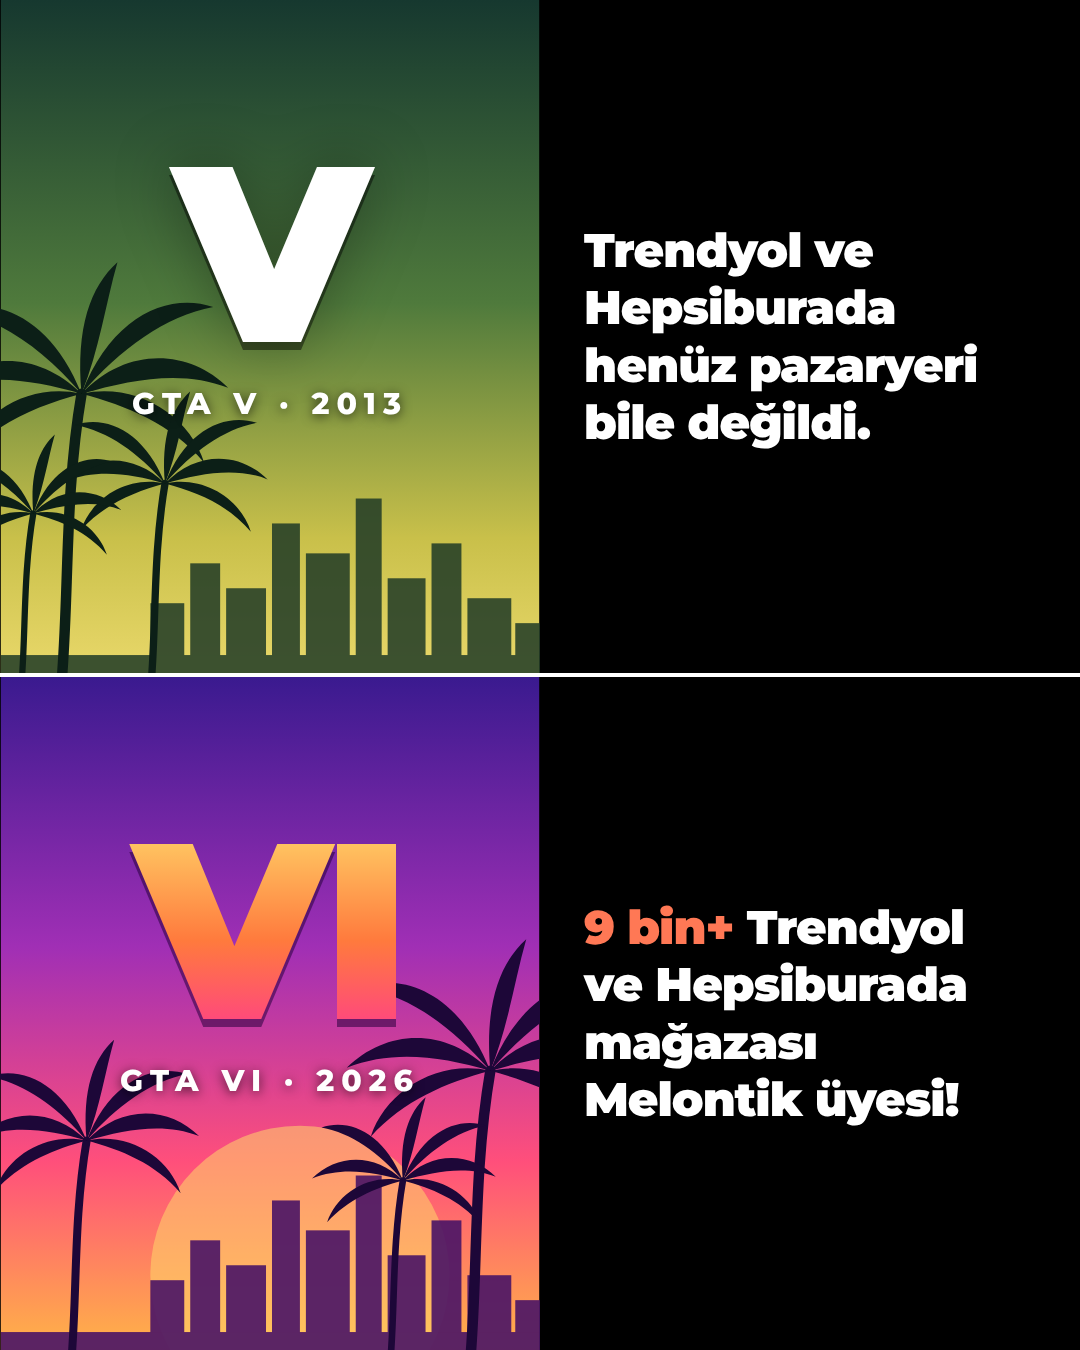 V
GTA V · 2013
Trendyol ve
Hepsiburada
henüz pazaryeri
bile değildi.
VI
GTA VI · 2026
9 bin+ Trendyol
ve Hepsiburada
mağazası
Melontik üyesi!